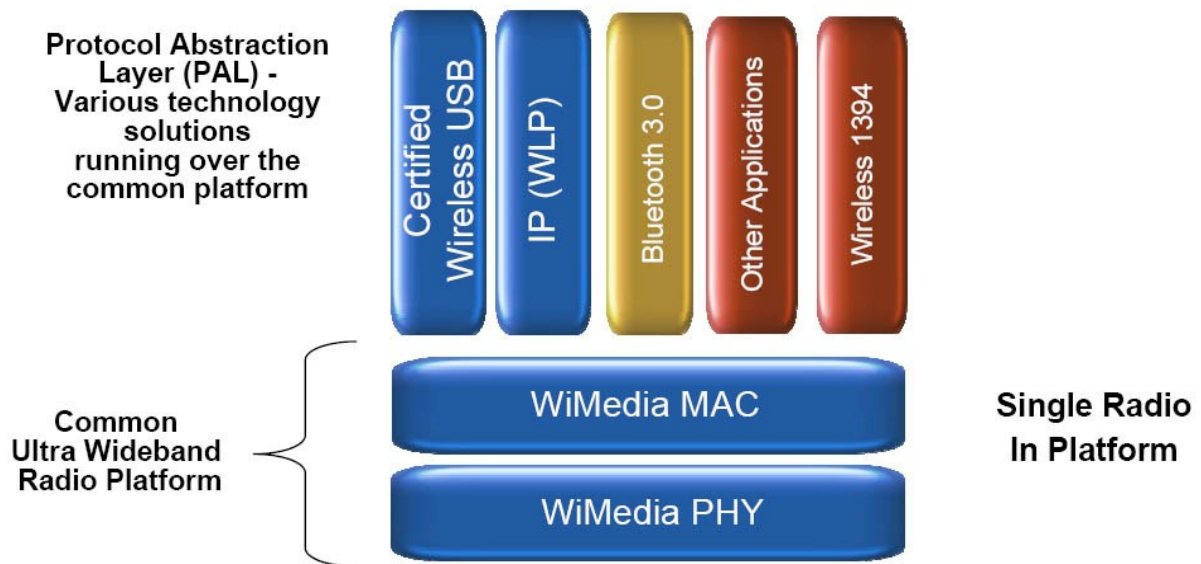 Protocol Abstraction
Layer (PAL) -
Various technology
solutions
running over the
common platform
Certified
Wireless USB
IP (WLP)
Bluetooth 3.0
Other Applications
Wireless 1394
WiMedia MAC
Common
Ultra Wideband
Radio Platform
WiMedia PHY
Single Radio
In Platform